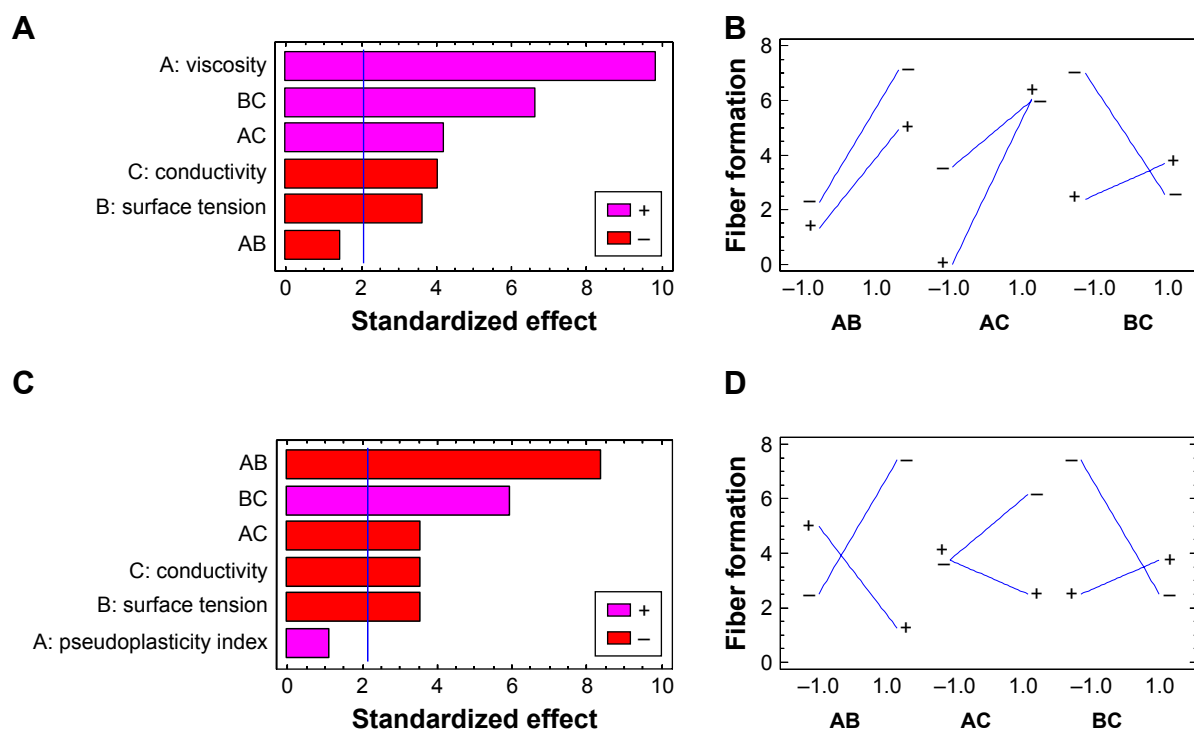 A
A: viscosity
BC
AC
C: conductivity
B: surface tension
AB
+
–
0 2 4 6 8 10
Standardized effect
B
Fiber formation
8
6
4
2
0
+ – + – + –
–1.0 1.0 –1.0 1.0 –1.0 1.0
AB AC BC
C
AB
BC
AC
C: conductivity
B: surface tension
A: pseudoplasticity index
+
–
0 2 4 6 8 10
Standardized effect
D
Fiber formation
8
6
4
2
0
+ – + – + –
–1.0 1.0 –1.0 1.0 –1.0 1.0
AB AC BC